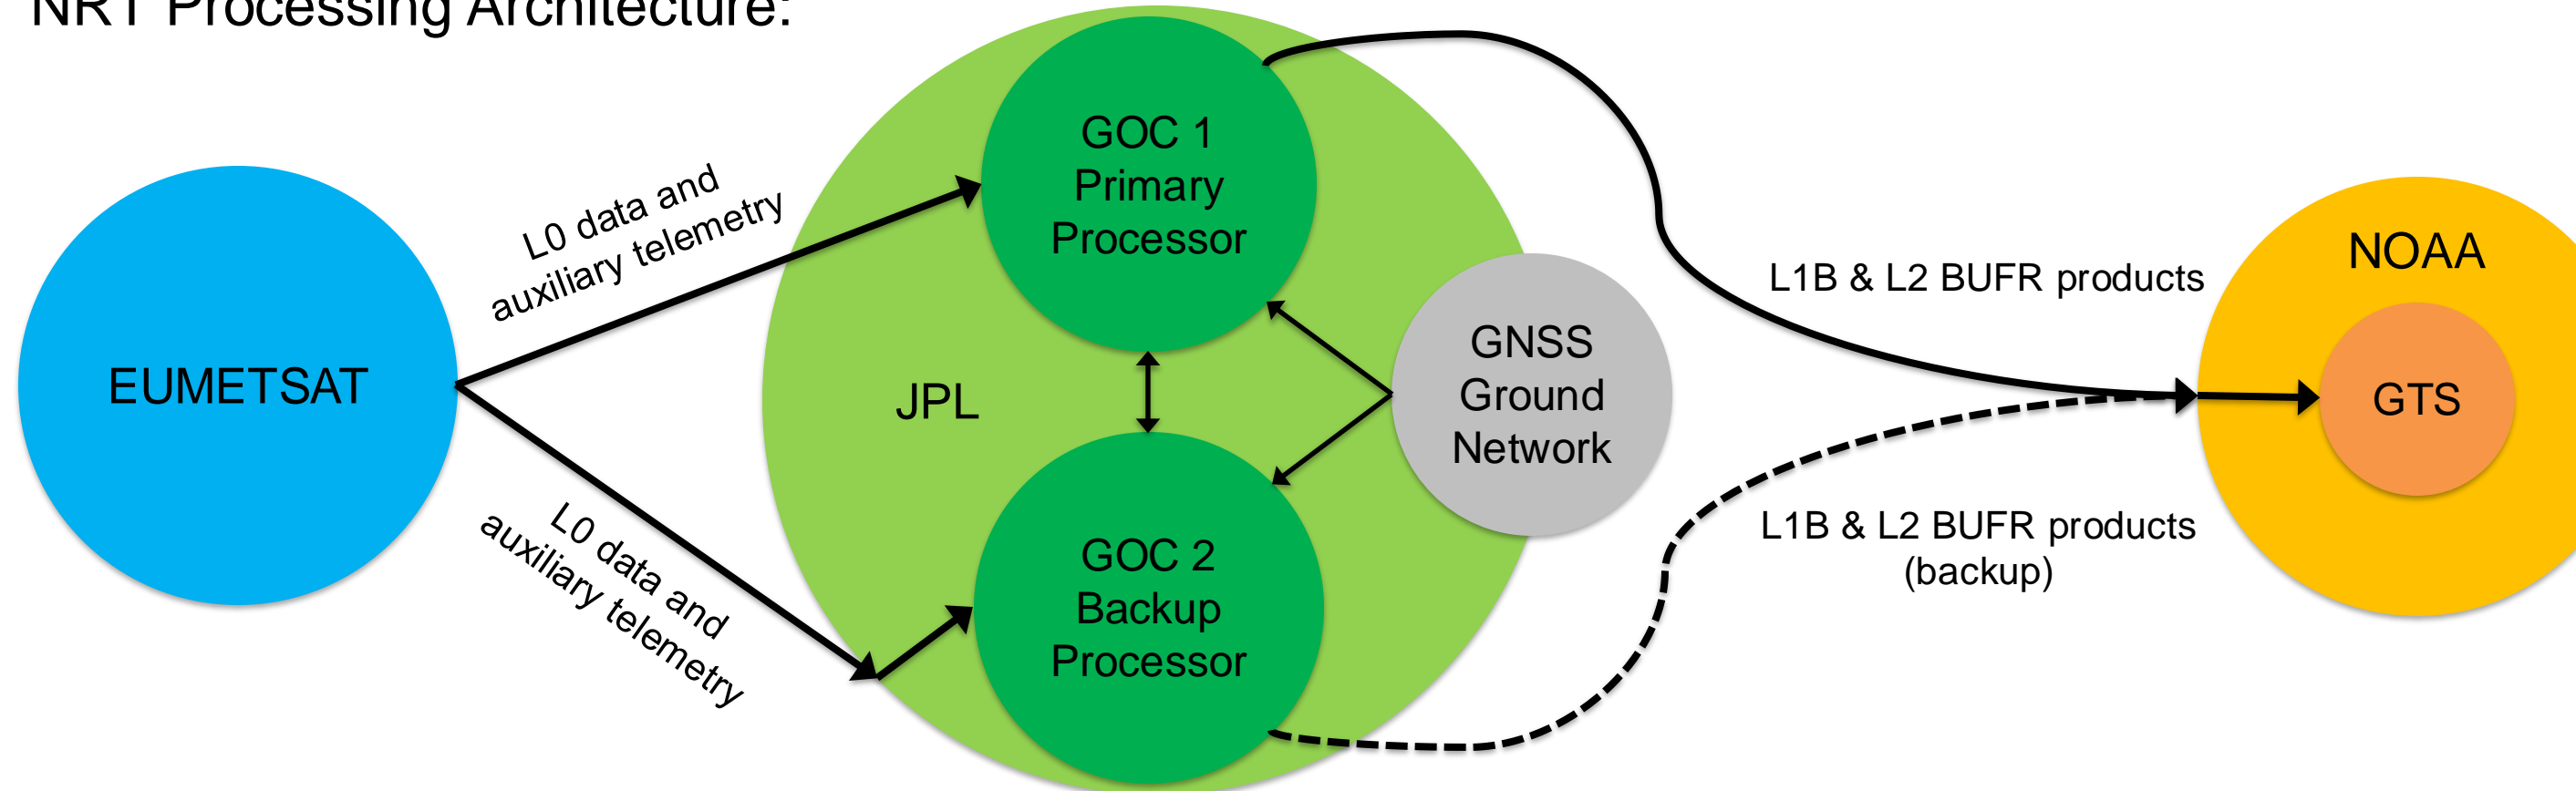 NRT Processing Architecture:
L0 data and
auxiliary telemetry
EUMETSAT
L0 data and
auxiliary telemetry
JPL
GOC 1
Primary
Processor
GOC 2
Backup
Processor
GNSS
Ground
Network
L1B & L2 BUFR products
L1B & L2 BUFR products
(backup)
NOAA
GTS